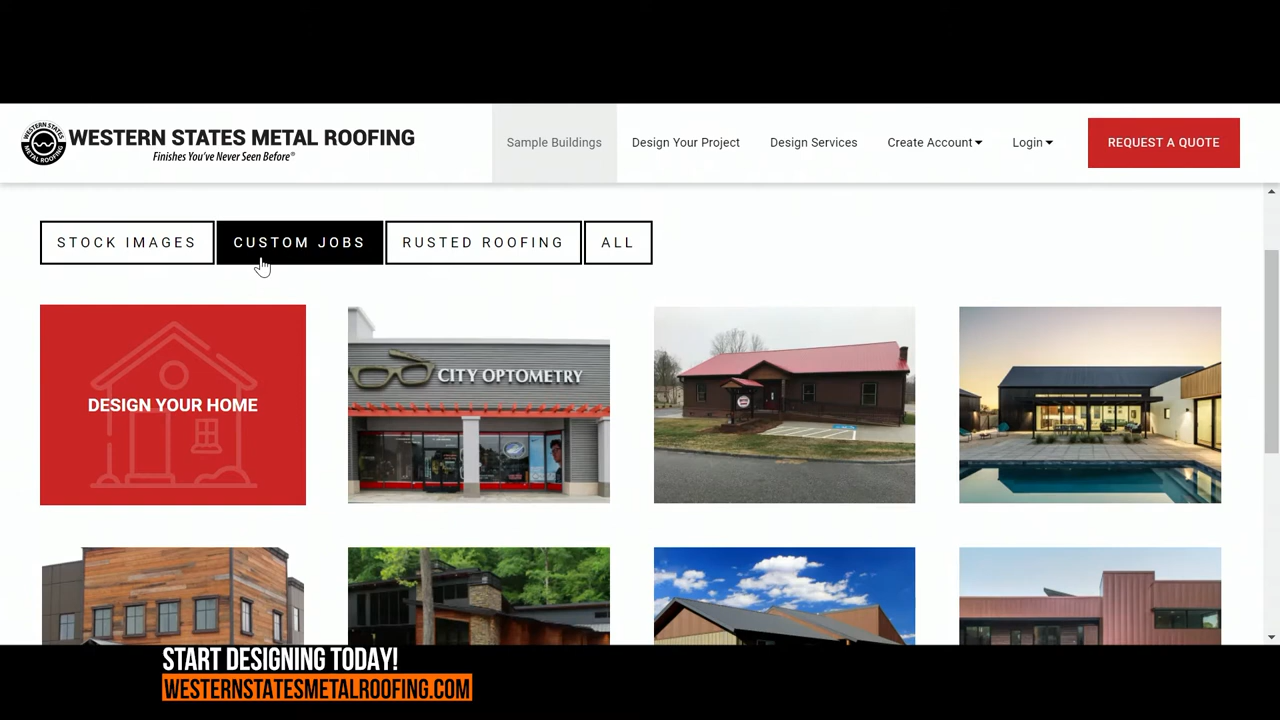 WESTERN STATES METAL ROOFING
Finishes You've Never Seen Before®
WESTERN STATES
METAL ROOFING
Sample Buildings
Design Your Project
Design Services
Create Account
Login
REQUEST A QUOTE
STOCK IMAGES
CUSTOM JOBS
RUSTED ROOFING
ALL
DESIGN YOUR HOME
CITY OPTOMETRY
START DESIGNING TODAY!
WESTERNSTATESMETALROOFING.COM